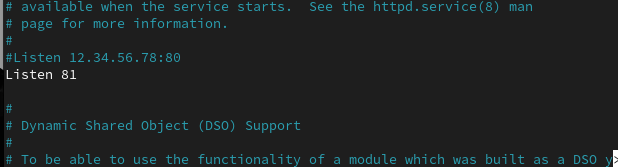 # available when the service starts.  See the httpd.service(8) man
# page for more information.
#
#Listen 12.34.56.78:80
Listen 81
#
# Dynamic Shared Object (DSO) Support
#
# To be able to use the functionality of a module which was built as a DSO y>